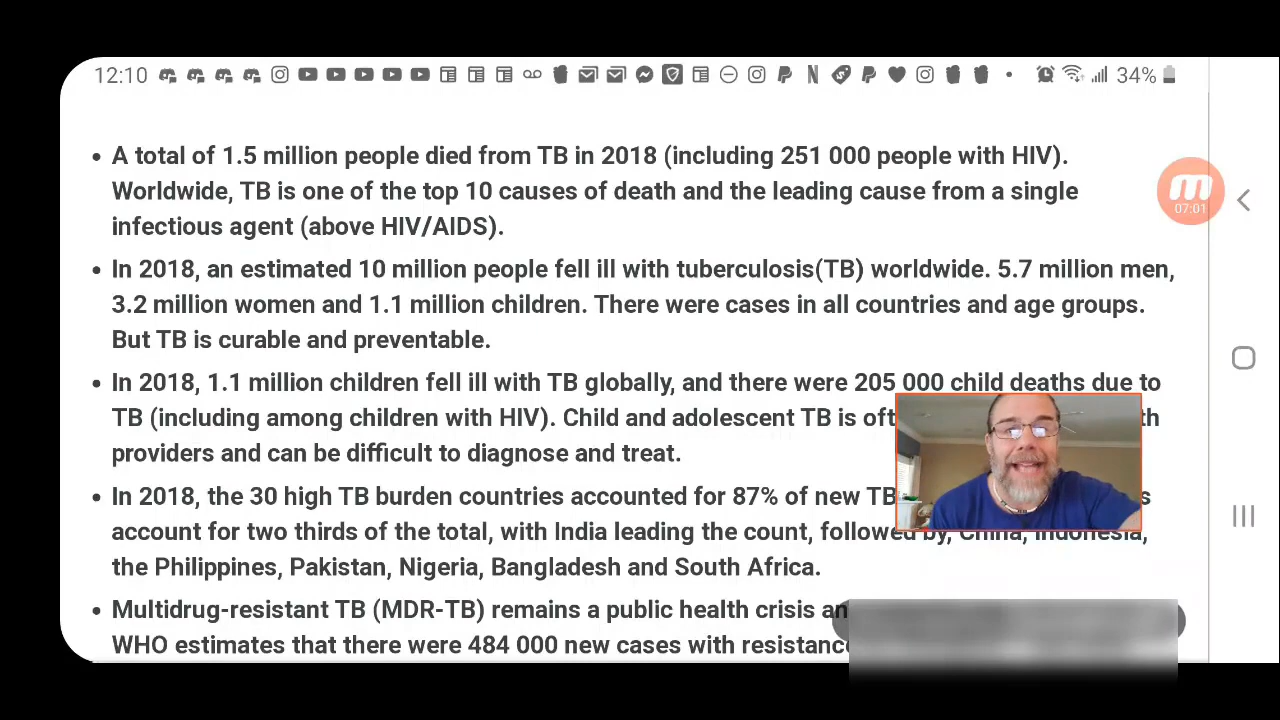 12:10
34%
A total of 1.5 million people died from TB in 2018 (including 251 000 people with HIV).
Worldwide, TB is one of the top 10 causes of death and the leading cause from a single
infectious agent (above HIV/AIDS).
07:01
In 2018, an estimated 10 million people fell ill with tuberculosis(TB) worldwide. 5.7 million men,
3.2 million women and 1.1 million children. There were cases in all countries and age groups.
But TB is curable and preventable.
In 2018, 1.1 million children fell ill with TB globally, and there were 205 000 child deaths due to
TB (including among children with HIV). Child and adolescent TB is
providers and can be difficult to diagnose and treat.
In 2018, the 30 high TB burden countries accounted for 87% of new TB
account for two thirds of the total, with India leading the count, followed by, China, Indonesia,
the Philippines, Pakistan, Nigeria, Bangladesh and South Africa.
Multidrug-resistant TB (MDR-TB) remains a public health crisis
WHO estimates that there were 484 000 new cases with